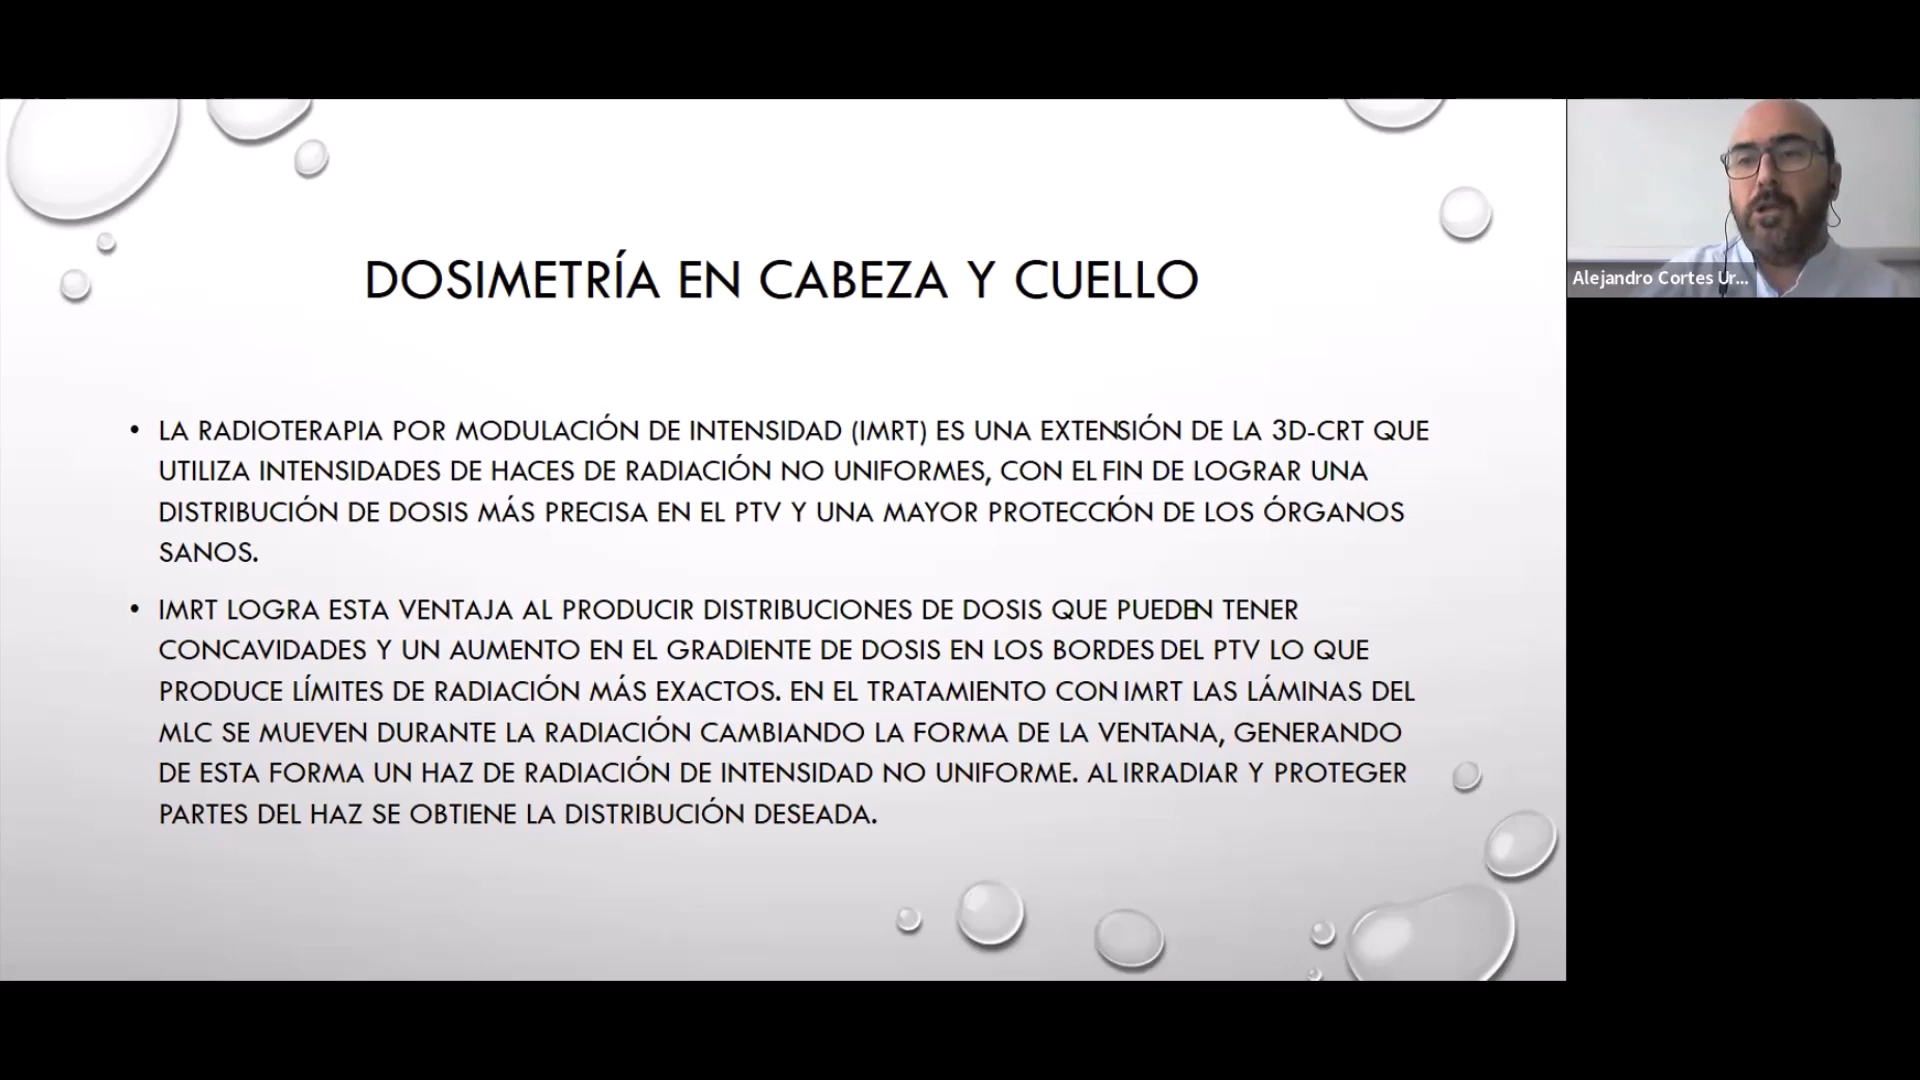 DOSIMETRÍA EN CABEZA Y CUELLO
• LA RADIOTERAPIA POR MODULACIÓN DE INTENSIDAD (IMRT) ES UNA EXTENSIÓN DE LA 3D-CRT QUE
UTILIZA INTENSIDADES DE HACES DE RADIACIÓN NO UNIFORMES, CON EL FIN DE LOGRAR UNA
DISTRIBUCIÓN DE DOSIS MÁS PRECISA EN EL PTV Y UNA MAYOR PROTECCIÓN DE LOS ÓRGANOS
SANOS.
• IMRT LOGRA ESTA VENTAJA AL PRODUCIR DISTRIBUCIONES DE DOSIS QUE PUEDEN TENER
CONCAVIDADES Y UN AUMENTO EN EL GRADIENTE DE DOSIS EN LOS BORDES DEL PTV LO QUE
PRODUCE LÍMITES DE RADIACIÓN MÁS EXACTOS. EN EL TRATAMIENTO CON IMRT LAS LÁMINAS DEL
MLC SE MUEVEN DURANTE LA RADIACIÓN CAMBIANDO LA FORMA DE LA VENTANA, GENERANDO
DE ESTA FORMA UN HAZ DE RADIACIÓN DE INTENSIDAD NO UNIFORME. AL IRRADIAR Y PROTEGER
PARTES DEL HAZ SE OBTIENE LA DISTRIBUCIÓN DESEADA.
Alejandro Cortes Ur...